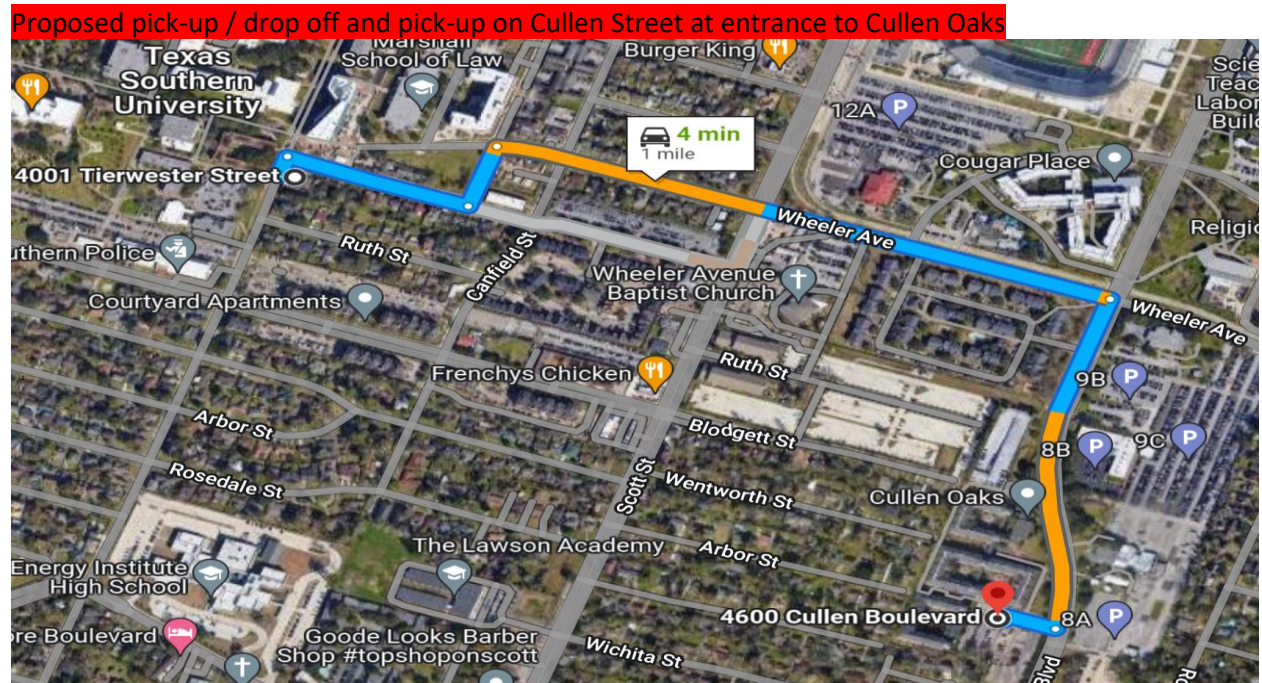 Proposed pick-up / drop off and pick-up on Cullen Street at entrance to Cullen Oaks
Texas
Southern
University
Marshall
School of Law
Burger King
12A
P
4 min
1 mile
Cougar Place
4001 Tierwester Street
Wheeler Ave
Ruth St
Canfield St
Wheeler Avenue
Baptist Church
Courtyard Apartments
Wheeler Ave
Frenchys Chicken
Ruth St
9B
P
Arbor St
Blodgett St
8B
P
9C
P
Rosedale St
Scott St
Wentworth St
Cullen Oaks
The Lawson Academy
Arbor St
Energy Institute
High School
4600 Cullen Boulevard
8A
P
Goode Looks Barber
Shop #topshoponscott
Wichita St
Blvd